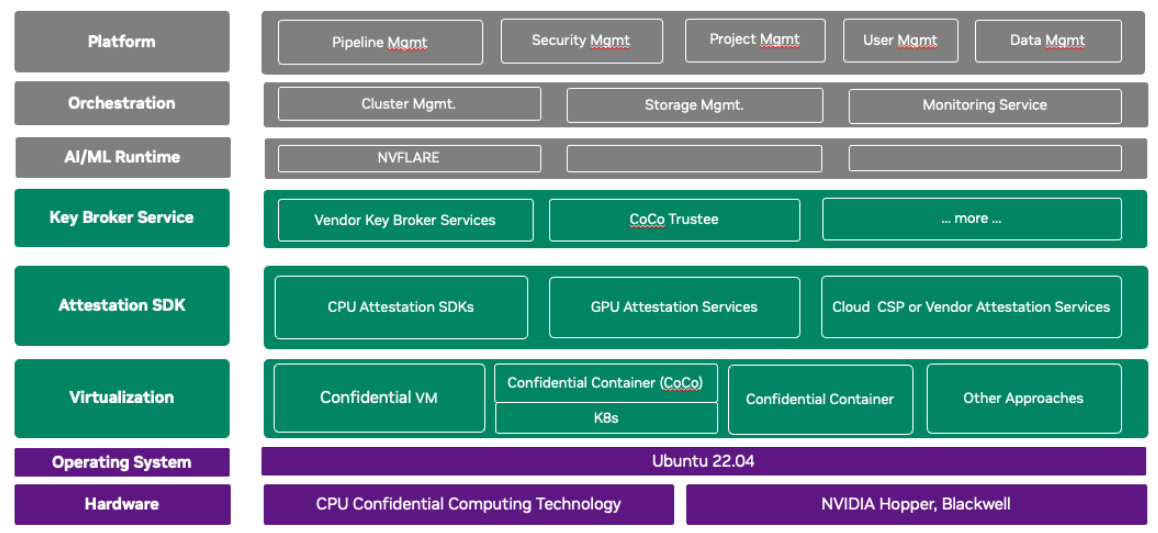 Platform
Pipeline Mgmt
Security Mgmt
Project Mgmt
User Mgmt
Data Mgmt
Orchestration
Cluster Mgmt.
Storage Mgmt.
Monitoring Service
AI/ML Runtime
NVFLARE
Key Broker Service
Vendor Key Broker Services
CoCo Trustee
... more ...
Attestation SDK
CPU Attestation SDKs
GPU Attestation Services
Cloud CSP or Vendor Attestation Services
Virtualization
Confidential VM
Confidential Container (CoCo)
K8s
Confidential Container
Other Approaches
Operating System
Ubuntu 22.04
Hardware
CPU Confidential Computing Technology
NVIDIA Hopper, Blackwell